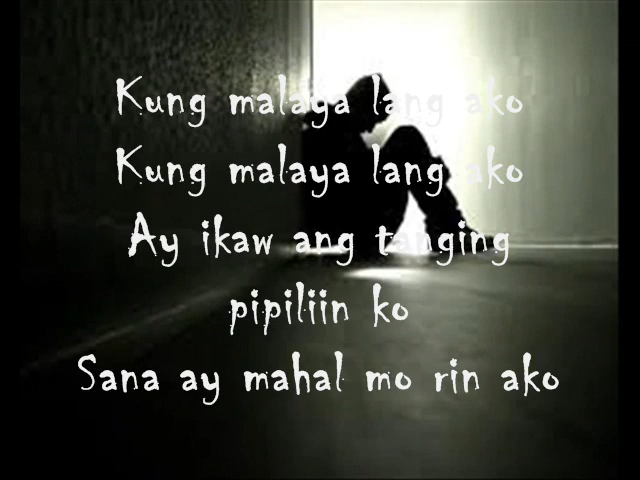 Kung malaya lang ako
Kung malaya lang ako
Ay ikaw ang tanging
pipiliin ko
Sana ay mahal mo rin ako